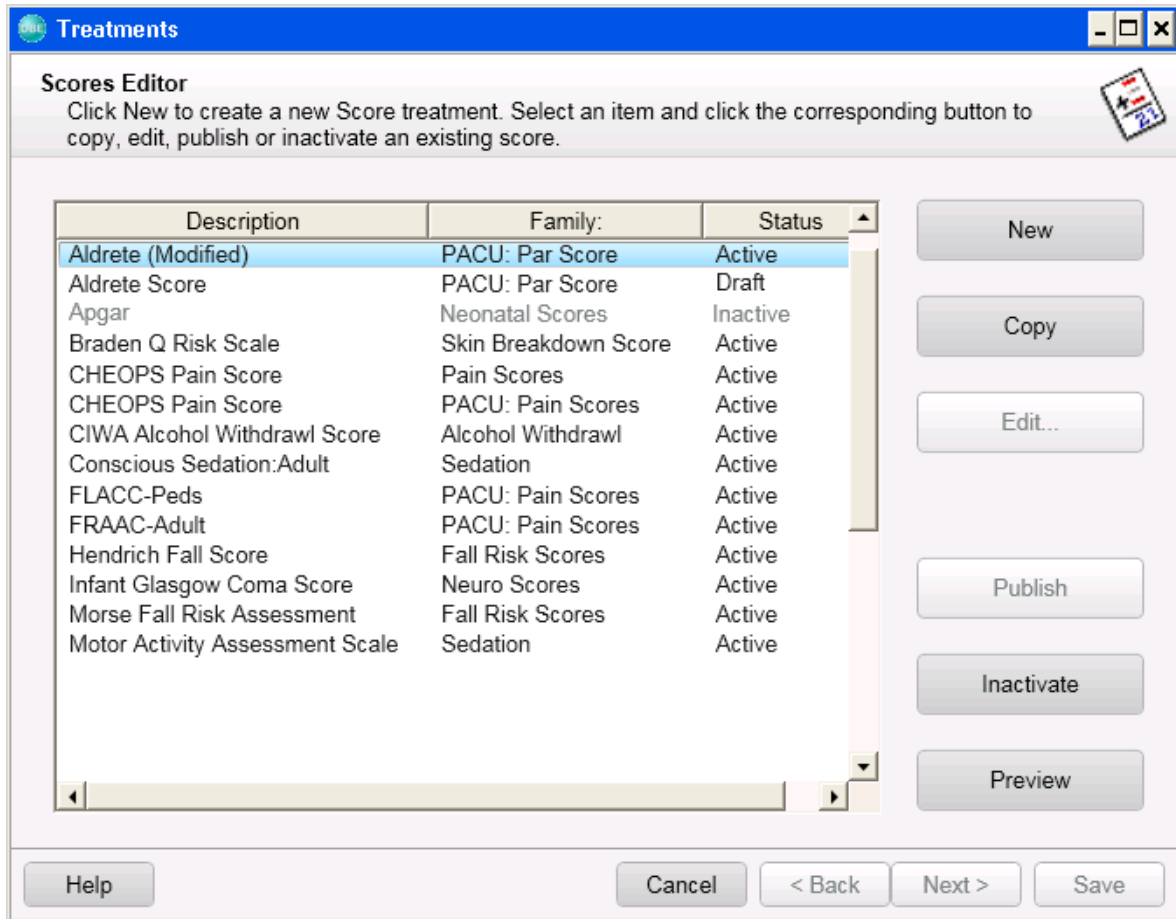 Treatments
Scores Editor
Click New to create a new Score treatment. Select an item and click the corresponding button to
copy, edit, publish or inactivate an existing score.
Description Family: Status
Aldrete (Modified) PACU: Par Score Active
Aldrete Score PACU: Par Score Draft
Apgar Neonatal Scores Inactive
Braden Q Risk Scale Skin Breakdown Score Active
CHEOPS Pain Score Pain Scores Active
CHEOPS Pain Score PACU: Pain Scores Active
CIWA Alcohol Withdrawl Score Alcohol Withdrawl Active
Conscious Sedation:Adult Sedation Active
FLACC-Peds PACU: Pain Scores Active
FRAAC-Adult PACU: Pain Scores Active
Hendrich Fall Score Fall Risk Scores Active
Infant Glasgow Coma Score Neuro Scores Active
Morse Fall Risk Assessment Fall Risk Scores Active
Motor Activity Assessment Scale Sedation Active
New
Copy
Edit...
Publish
Inactivate
Preview
Help Cancel < Back Next > Save